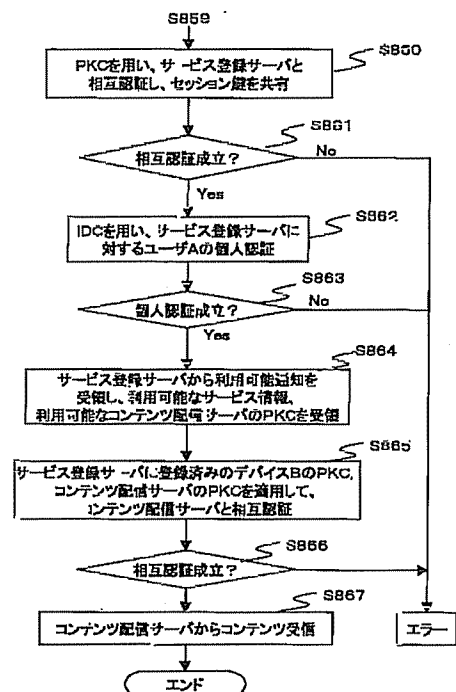 S859
S860
PKCを用い、サービス登録サーバと
相互認証し、セッション鍵を共有
S861
相互認証成立?
No
Yes
S862
IDCを用い、サービス登録サーバに
対するユーザAの個人認証
S863
個人認証成立?
No
Yes
S864
サービス登録サーバから利用可能通知を
受領し、利用可能なサービス情報、
利用可能なコンテンツ配信サーバのPKCを受領
S865
サービス登録サーバに登録済みのデバイスBのPKC,
コンテンツ配信サーバのPKCを適用して、
コンテンツ配信サーバと相互認証
S866
相互認証成立?
S867
コンテンツ配信サーバからコンテンツ受信
エラー
エンド